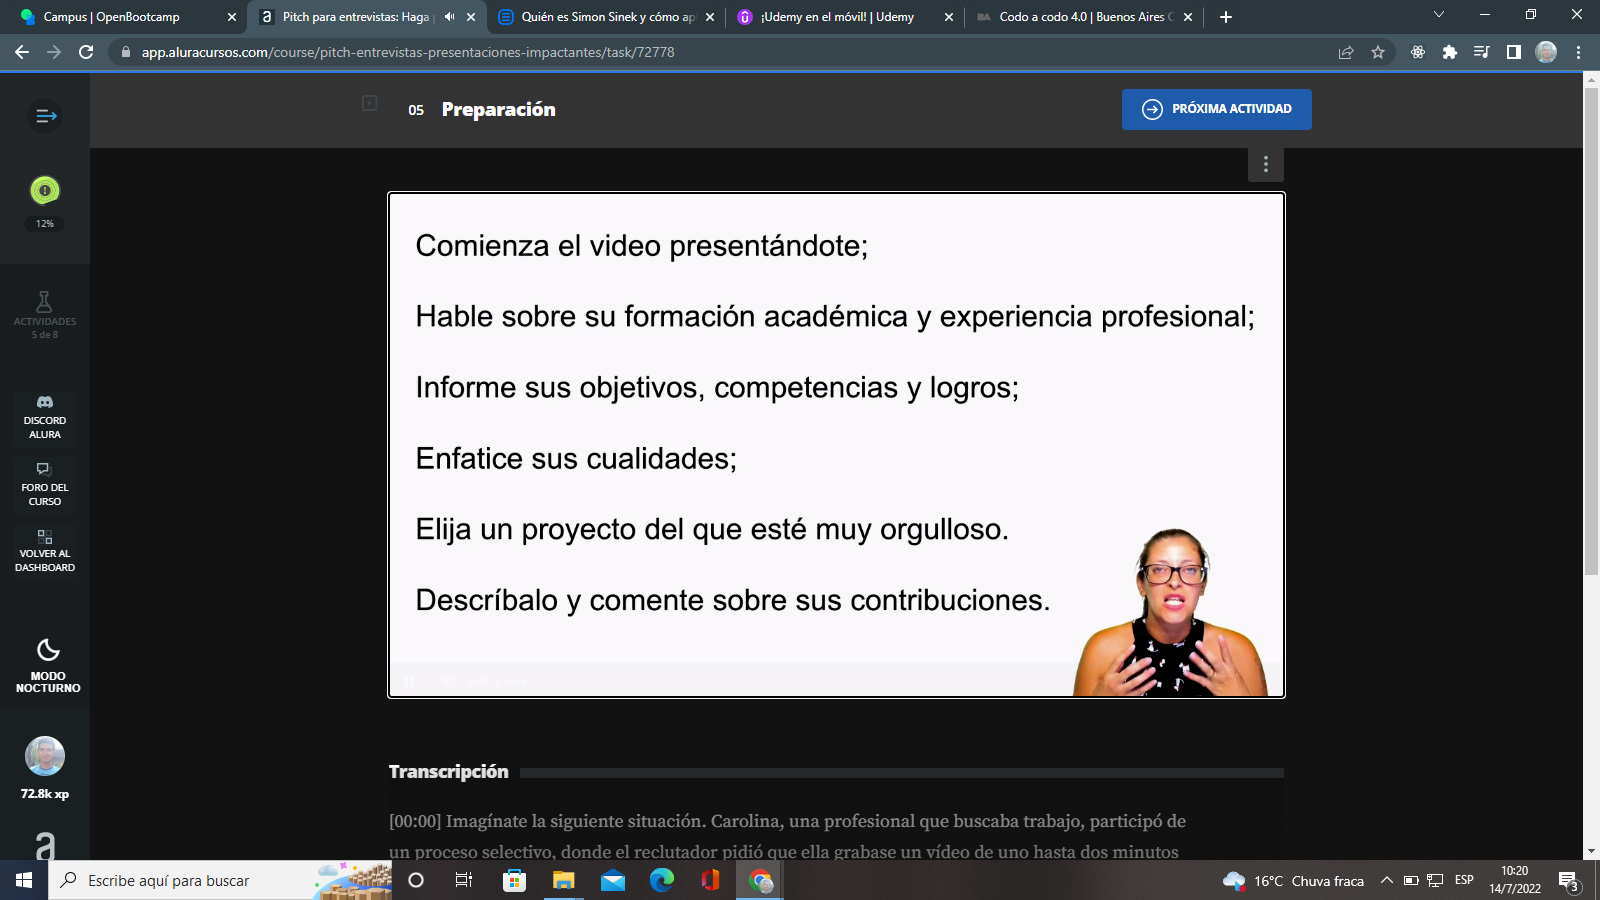 Campus | OpenBootcamp
Pitch para entrevistas: Haga
Quién es Simon Sinek y cómo ap
¡Udemy en el móvil! | Udemy
Codo a codo 4.0 | Buenos Aires C
app.aluracursos.com/course/pitch-entrevistas-presentaciones-impactantes/task/72778
05 Preparación
PRÓXIMA ACTIVIDAD
12%
ACTIVIDADES
5 de 8
DISCORD
ALURA
FORO DEL
CURSO
VOLVER AL
DASHBOARD
MODO
NOCTURNO
72.8k xp
a
Comienza el video presentándote;
Hable sobre su formación académica y experiencia profesional;
Informe sus objetivos, competencias y logros;
Enfatice sus cualidades;
Elija un proyecto del que esté muy orgulloso.
Descríbalo y comente sobre sus contribuciones.
Transcripción
[00:00] Imagínate la siguiente situación. Carolina, una profesional que buscaba trabajo, participó de
un proceso selectivo, donde el reclutador pidió que ella grabase un vídeo de uno hasta dos minutos
Escribe aquí para buscar
16°C Chuva fraca
ESP
10:20
14/7/2022
3